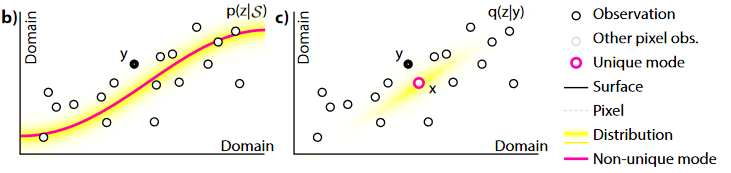 b)
Domain
p(z|𝒮)
y
Domain
c)
Domain
q(z|y)
y
x
Domain
Observation
Other pixel obs.
Unique mode
Surface
Pixel
Distribution
Non-unique mode